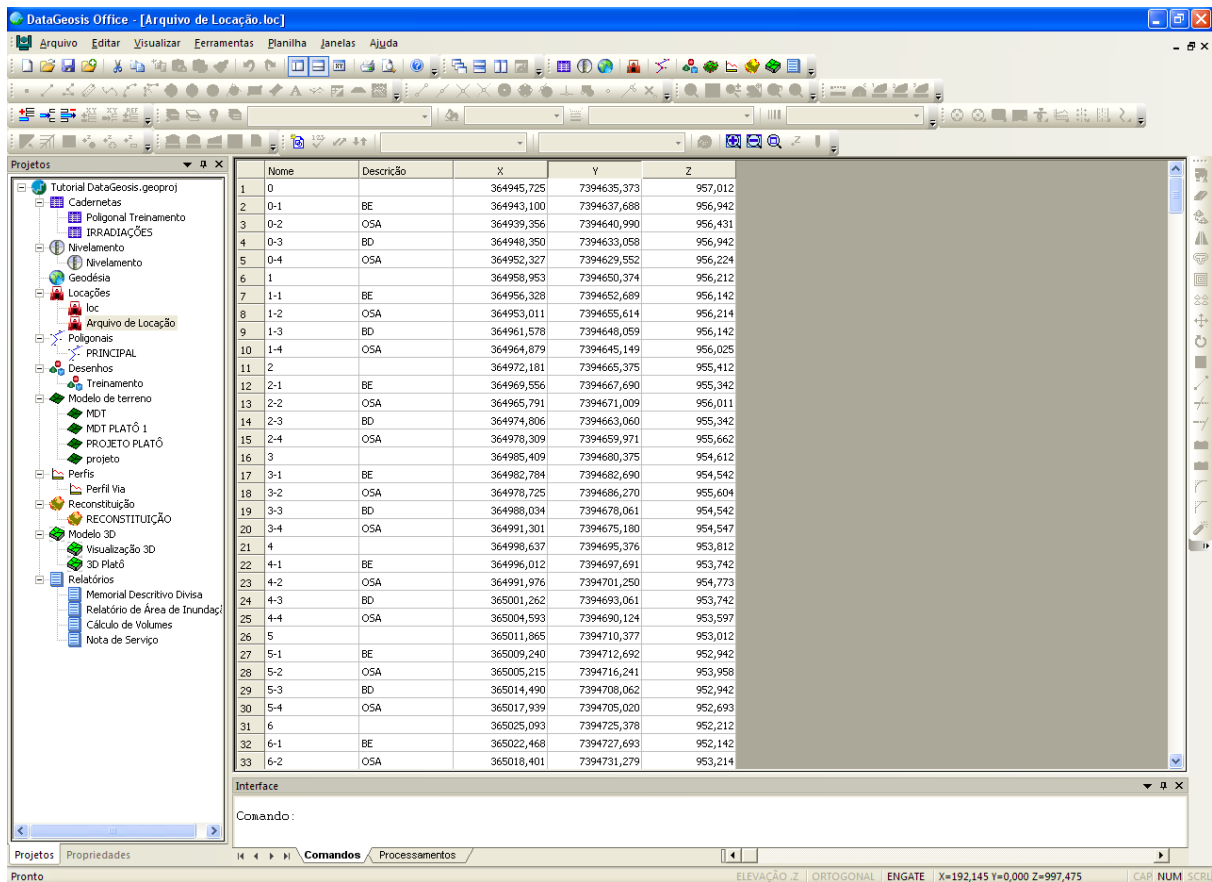 DataGeosis Office - [Arquivo de Locação.loc]
Arquivo Editar Visualizar Ferramentas Planilha Janelas Ajuda
Projetos
Tutorial DataGeosis.geoproj
Cadernetas
Poligonal Treinamento
IRRADIAÇÕES
Nivelamento
Nivelamento
Geodésia
Locações
loc
Arquivo de Locação
Poligonais
PRINCIPAL
Desenhos
Treinamento
Modelo de terreno
MDT
MDT PLATÔ 1
PROJETO PLATÔ
projeto
Perfis
Perfil Via
Reconstituição
RECONSTITUIÇÃO
Modelo 3D
Visualização 3D
3D Platô
Relatórios
Memorial Descritivo Divisa
Relatório de Área de Inundaçã
Cálculo de Volumes
Nota de Serviço
Projetos Propriedades
Nome Descrição X Y Z
1 0 364945,725 7394635,373 957,012
2 0-1 BE 364943,100 7394637,688 956,942
3 0-2 OSA 364939,356 7394640,990 956,431
4 0-3 BD 364948,350 7394633,058 956,942
5 0-4 OSA 364952,327 7394629,552 956,224
6 1 364958,953 7394650,374 956,212
7 1-1 BE 364956,328 7394652,689 956,142
8 1-2 OSA 364953,011 7394655,614 956,214
9 1-3 BD 364961,578 7394648,059 956,142
10 1-4 OSA 364964,879 7394645,149 956,025
11 2 364972,181 7394665,375 955,412
12 2-1 BE 364969,556 7394667,690 955,342
13 2-2 OSA 364965,791 7394671,009 956,011
14 2-3 BD 364974,806 7394663,060 955,342
15 2-4 OSA 364978,309 7394659,971 955,662
16 3 364985,409 7394680,375 954,612
17 3-1 BE 364982,784 7394682,690 954,542
18 3-2 OSA 364978,725 7394686,270 955,604
19 3-3 BD 364988,034 7394678,061 954,542
20 3-4 OSA 364991,301 7394675,180 954,547
21 4 364998,637 7394695,376 953,812
22 4-1 BE 364996,012 7394697,691 953,742
23 4-2 OSA 364991,976 7394701,250 954,773
24 4-3 BD 365001,262 7394693,061 953,742
25 4-4 OSA 365004,593 7394690,124 953,597
26 5 365011,865 7394710,377 953,012
27 5-1 BE 365009,240 7394712,692 952,942
28 5-2 OSA 365005,215 7394716,241 953,958
29 5-3 BD 365014,490 7394708,062 952,942
30 5-4 OSA 365017,939 7394705,020 952,693
31 6 365025,093 7394725,378 952,212
32 6-1 BE 365022,468 7394727,693 952,142
33 6-2 OSA 365018,401 7394731,279 953,214
Interface
Comando:
Comandos Processamentos
Pronto
ELEVAÇÃO .Z ORTOGONAL ENGATE X=192,145 Y=0,000 Z=997,475 CAP NUM SCRL